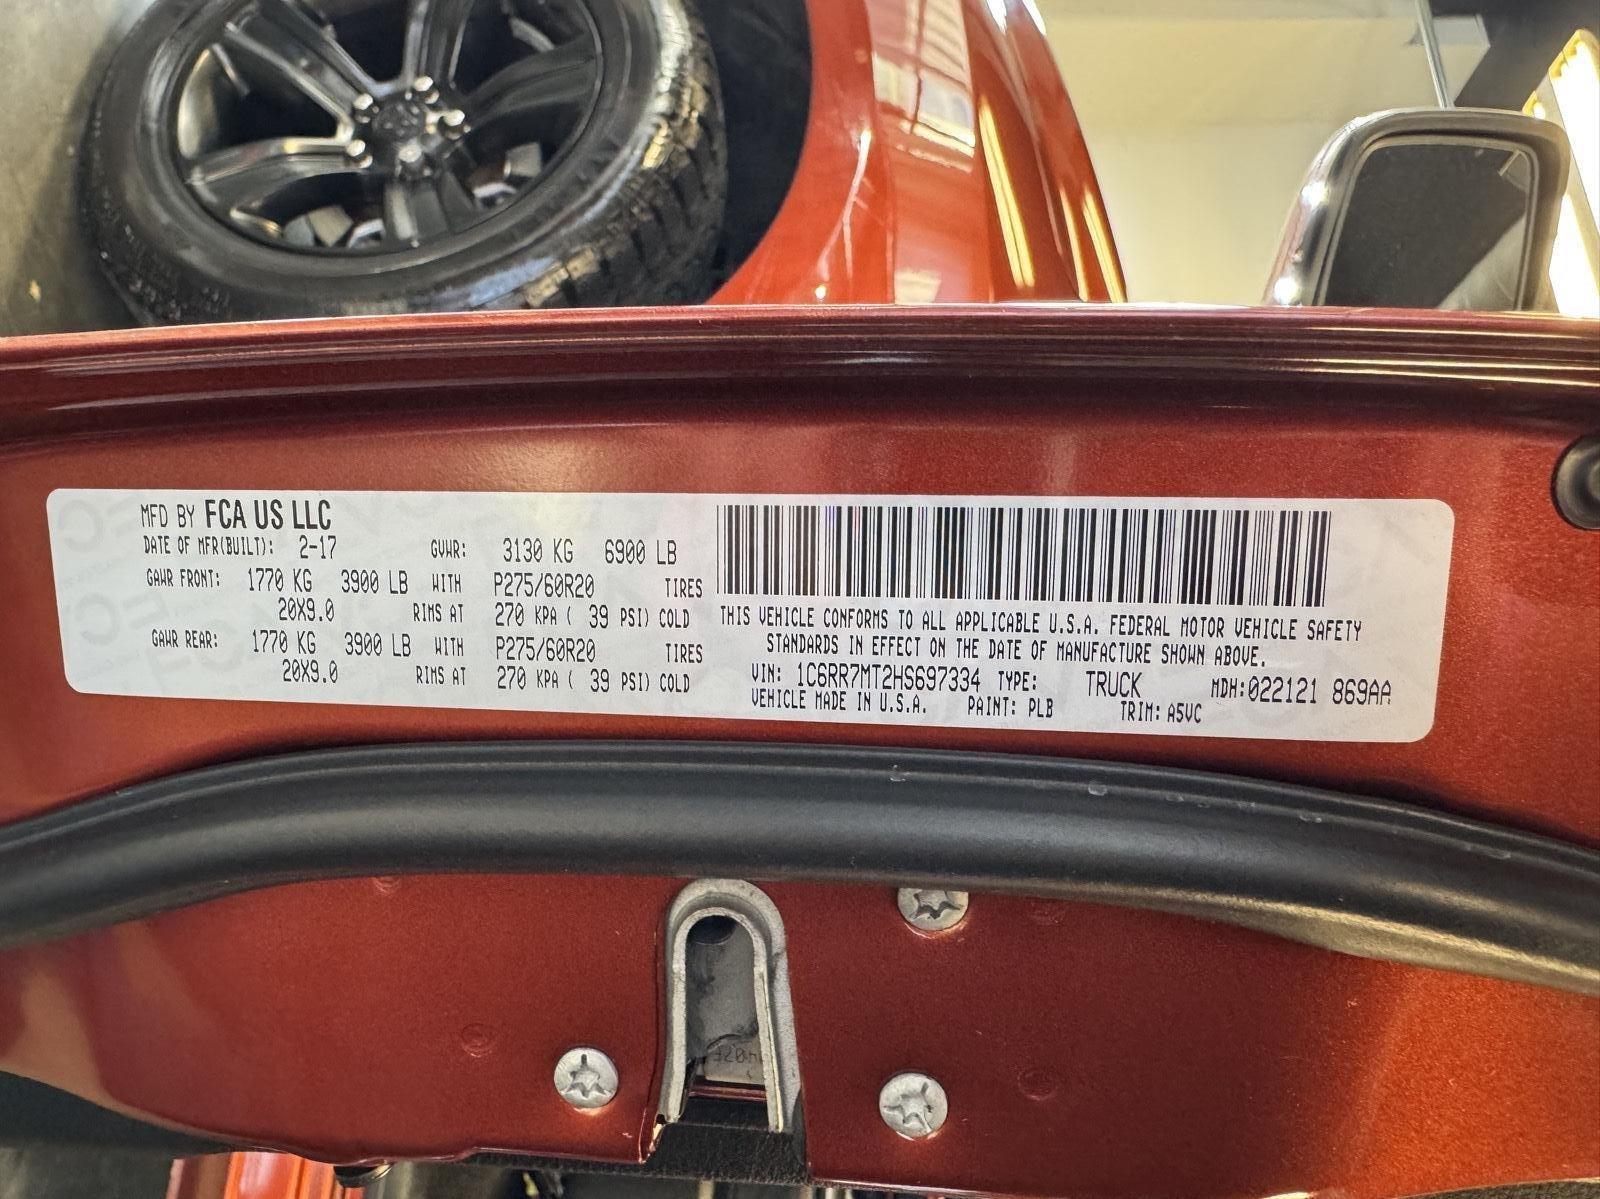 MFD BY FCA US LLC
DATE OF MFR(BUILT): 2-17 GVWR: 3130 KG 6900 LB
GAWR FRONT: 1770 KG 3900 LB WITH P275/60R20 TIRES
20X9.0 RIMS AT 270 KPA ( 39 PSI) COLD
GAWR REAR: 1770 KG 3900 LB WITH P275/60R20 TIRES
20X9.0 RIMS AT 270 KPA ( 39 PSI) COLD
THIS VEHICLE CONFORMS TO ALL APPLICABLE U.S.A. FEDERAL MOTOR VEHICLE SAFETY
STANDARDS IN EFFECT ON THE DATE OF MANUFACTURE SHOWN ABOVE.
VIN: 1C6RR7MT2HS697334 TYPE: TRUCK MDH:022121 869AA
VEHICLE MADE IN U.S.A. PAINT: PLB TRIM: A5VC